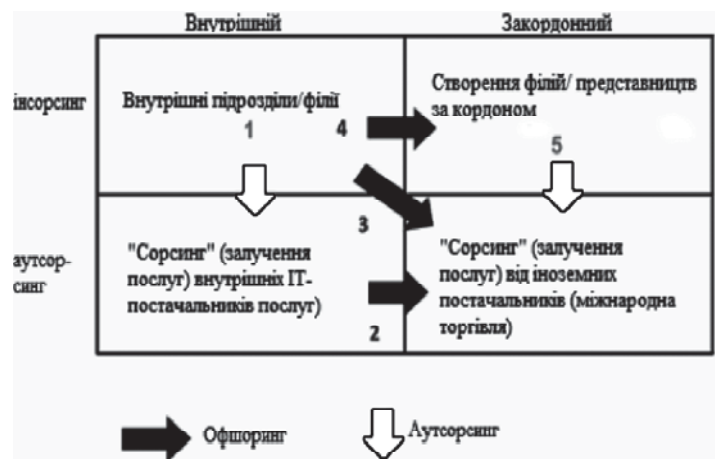 Внутрішній Закордонний
інсорсинг
Внутрішні підрозділи/філії
1 4
Створення філій/ представництв
за кордоном
5
3
аутсор-
синг
"Сорсинг" (залучення
послуг) внутрішніх ІТ-
постачальників послуг)
2
"Сорсинг" (залучення
послуг) від іноземних
постачальників (міжнародна
торгівля)
Офшоринг Аутсорсинг